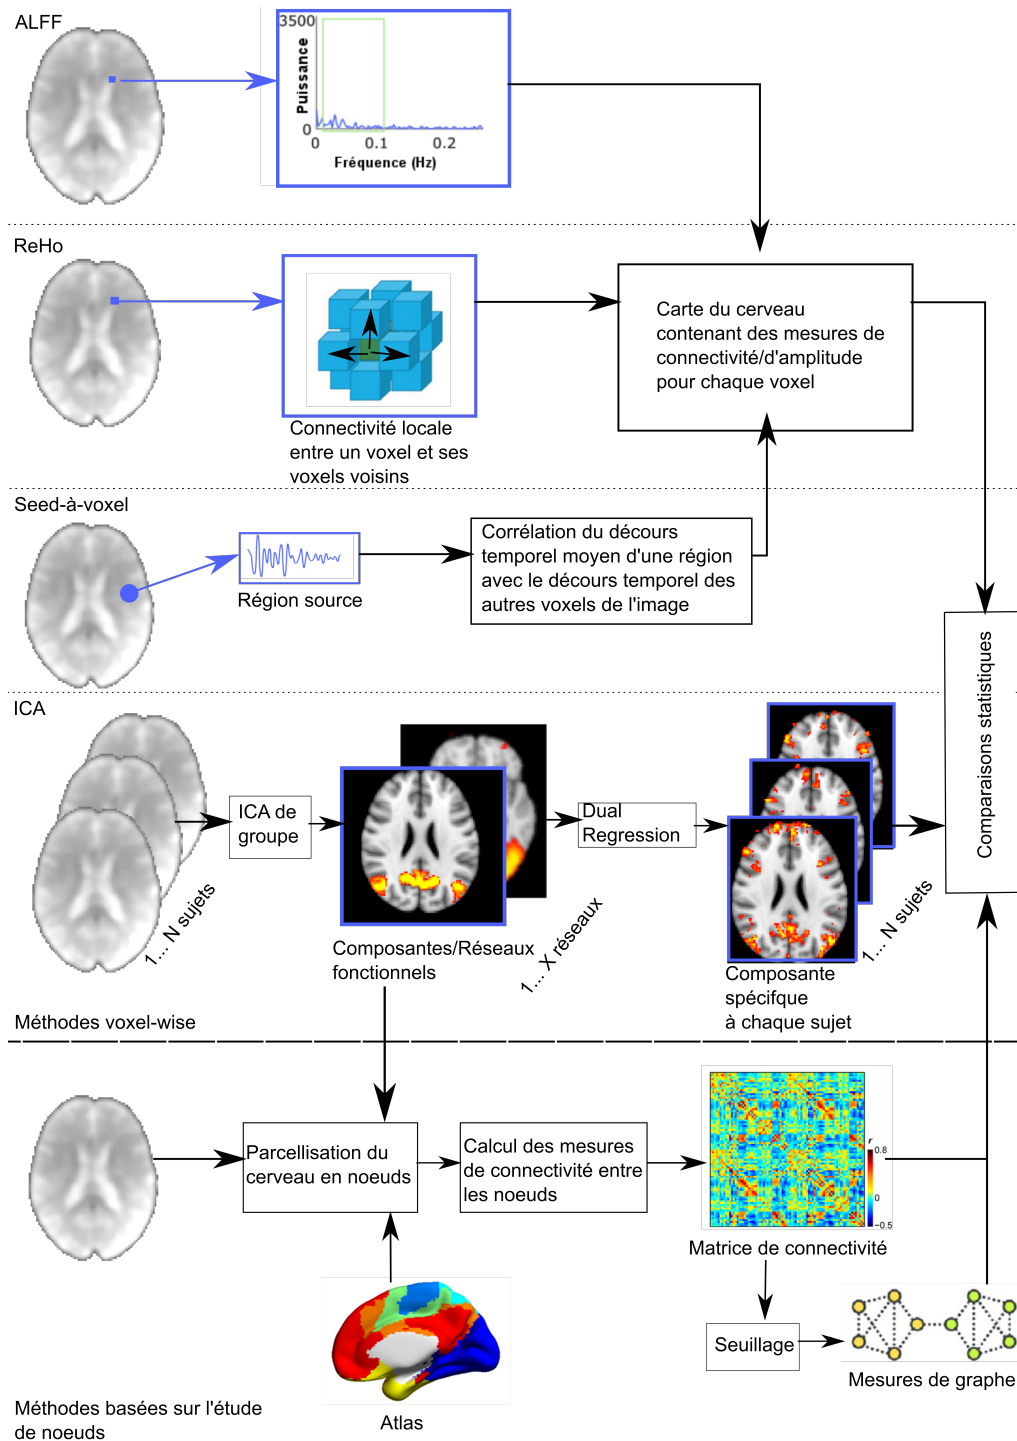 ALFF
3500
Puissance
0
0
0.1
0.2
Fréquence (Hz)
ReHo
Connectivité locale
entre un voxel et ses
voxels voisins
Carte du cerveau
contenant des mesures de
connectivité/d'amplitude
pour chaque voxel
Seed-à-voxel
Région source
Corrélation du décours
temporel moyen d'une région
avec le décours temporel des
autres voxels de l'image
Comparaisons statistiques
ICA
1... N sujets
ICA de
groupe
Composantes/Réseaux
fonctionnels
1... X réseaux
Dual
Regression
Composante
spécifque
à chaque sujet
1... N sujets
Méthodes voxel-wise
Parcellisation du
cerveau en noeuds
Calcul des mesures
de connectivité entre
les noeuds
r
0.8
0
−0.5
Matrice de connectivité
Atlas
Seuillage
Mesures de graphe
Méthodes basées sur l'étude
de noeuds